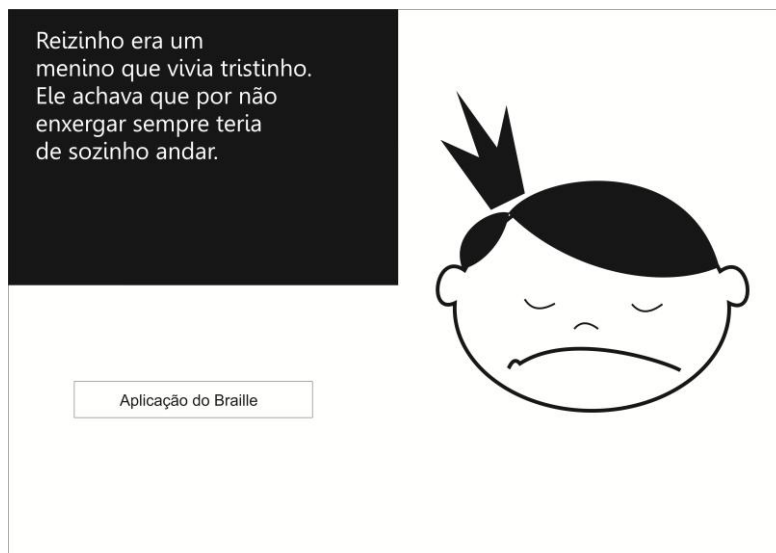 Reizinho era um
menino que vivia tristinho.
Ele achava que por não
enxergar sempre teria
de sozinho andar.
Aplicação do Braille